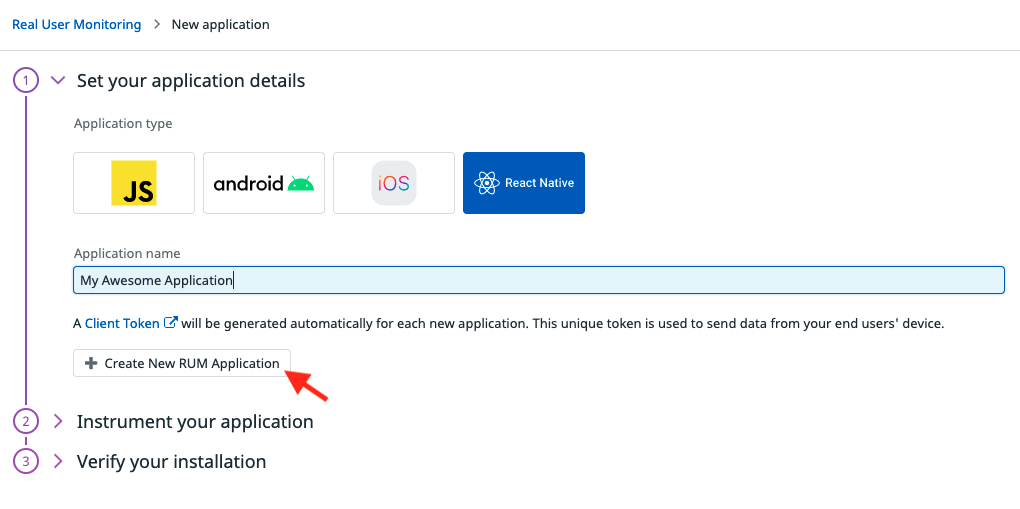 Real User Monitoring > New application
1 Set your application details
Application type
JS android iOS React Native
Application name
My Awesome Application
A Client Token will be generated automatically for each new application. This unique token is used to send data from your end users' device.
+ Create New RUM Application
2 Instrument your application
3 Verify your installation